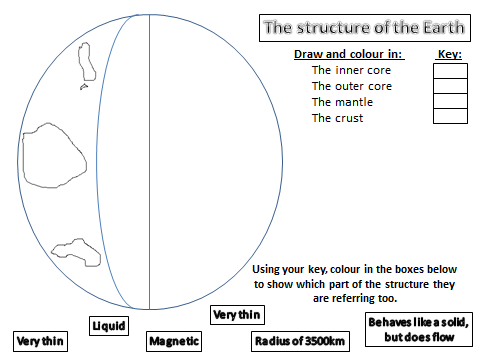 The structure of the Earth
Draw and colour in: Key:
The inner core
The outer core
The mantle
The crust
Using your key, colour in the boxes below
to show which part of the structure they
are referring too.
Very thin
Liquid
Magnetic
Very thin
Radius of 3500km
Behaves like a solid,
but does flow